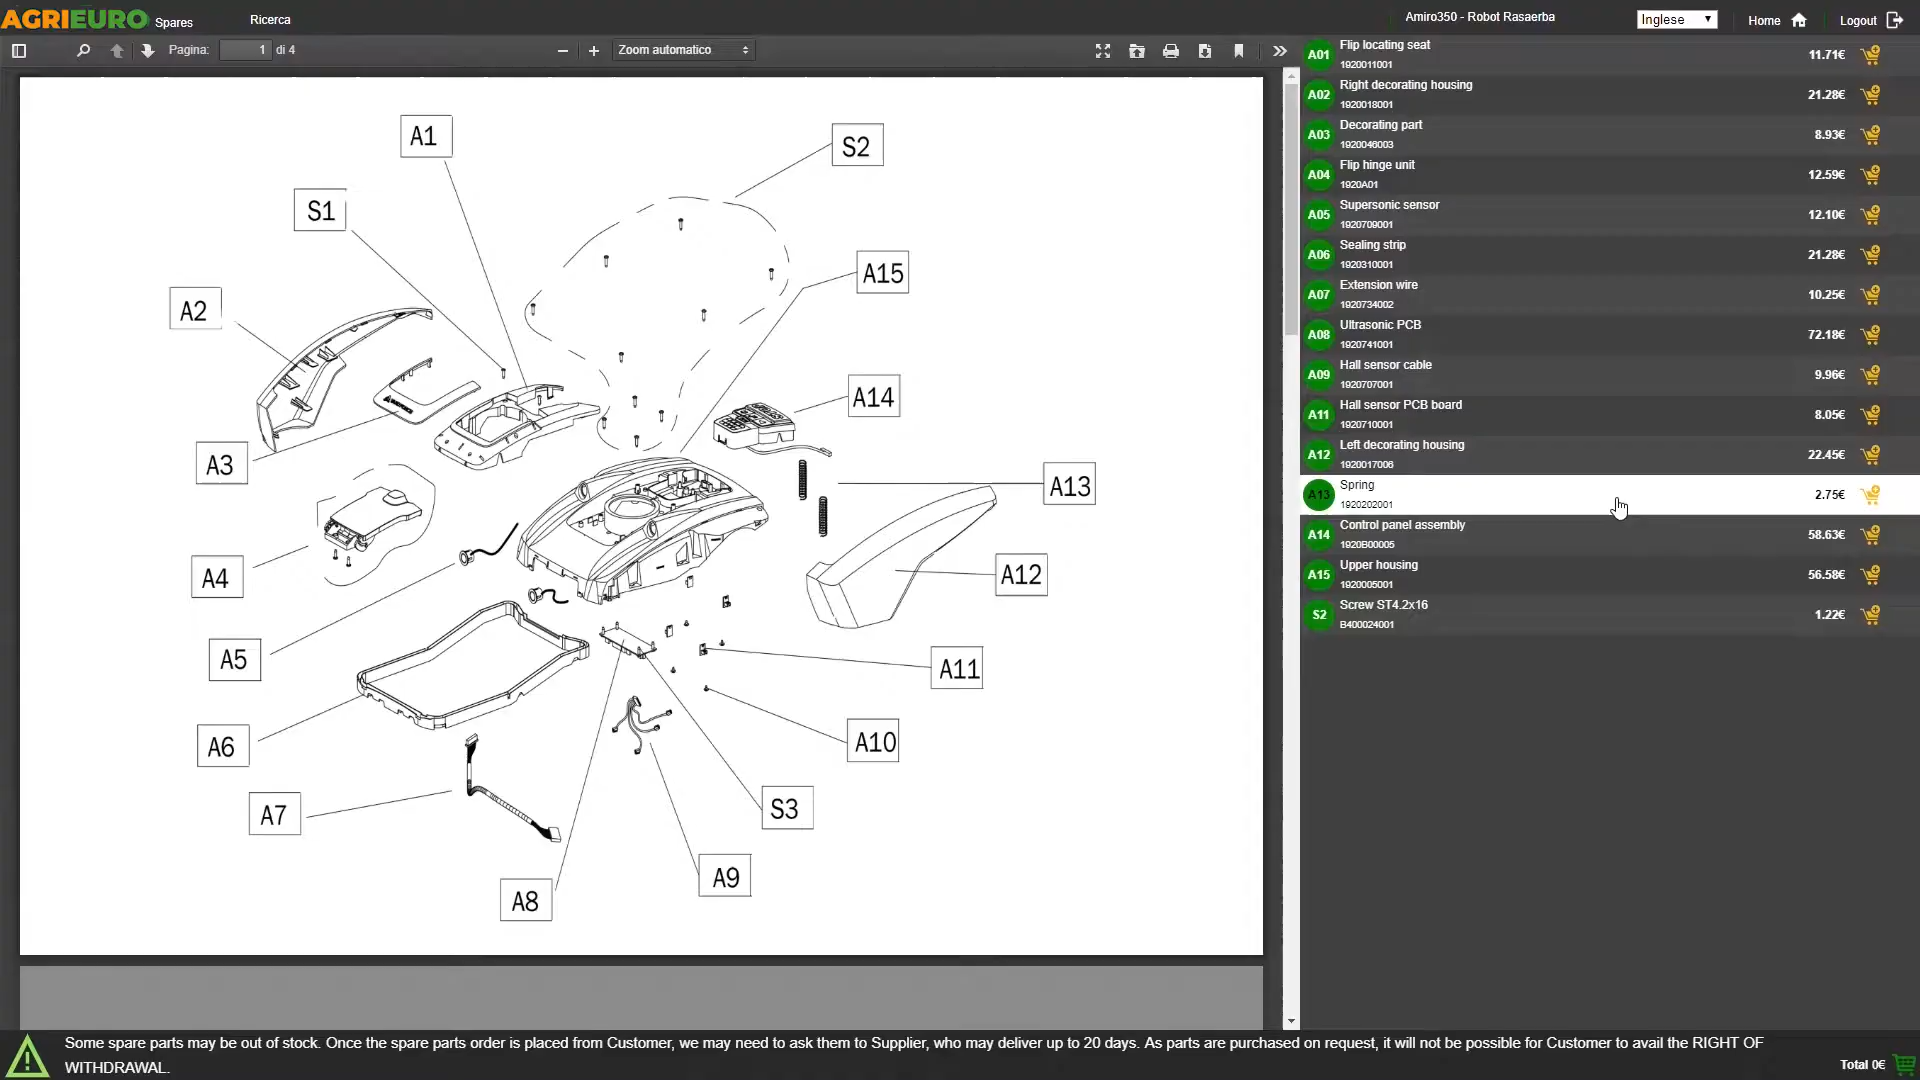 AGRIEURO Spares
Ricerca
Amiro350 - Robot Rasaerba
Inglese
Home
Logout
Pagina: 1 di 4
Zoom automatico
A1
S2
S1
A15
A2
A14
A3
A13
A4
A12
A5
A11
A6
A10
A7
S3
A9
A8
A01 Flip locating seat 11.71€
1920011001
A02 Right decorating housing 21.28€
1920018001
A03 Decorating part 8.93€
1920046003
A04 Flip hinge unit 12.59€
1920A01
A05 Supersonic sensor 12.10€
1920709001
A06 Sealing strip 21.28€
1920310001
A07 Extension wire 10.25€
1920734002
A08 Ultrasonic PCB 72.18€
1920741001
A09 Hall sensor cable 9.96€
1920707001
A11 Hall sensor PCB board 8.05€
1920710001
A12 Left decorating housing 22.45€
1920017006
A13 Spring 2.75€
1920202001
A14 Control panel assembly 58.63€
1920B00005
A15 Upper housing 56.58€
1920005001
S2 Screw ST4.2x16 1.22€
B400024001
Some spare parts may be out of stock. Once the spare parts order is placed from Customer, we may need to ask them to Supplier, who may deliver up to 20 days. As parts are purchased on request, it will not be possible for Customer to avail the RIGHT OF
WITHDRAWAL.
Total 0€